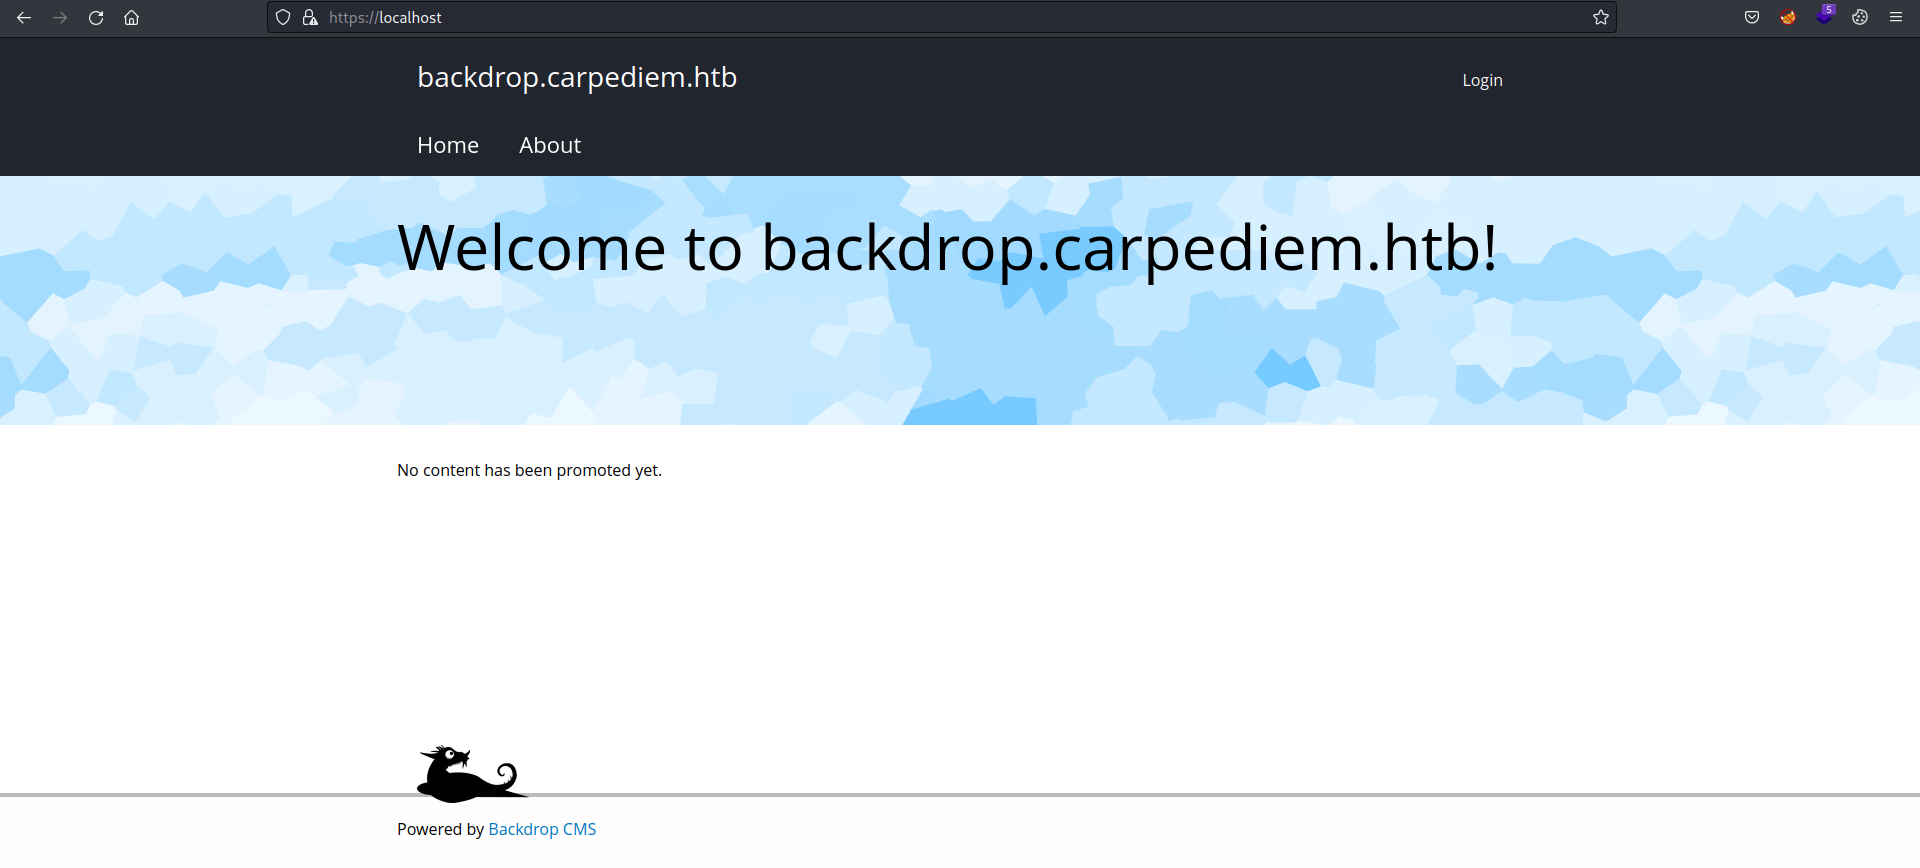 https://localhost
5
backdrop.carpediem.htb
Login
Home About
Welcome to backdrop.carpediem.htb!
No content has been promoted yet.
Powered by Backdrop CMS